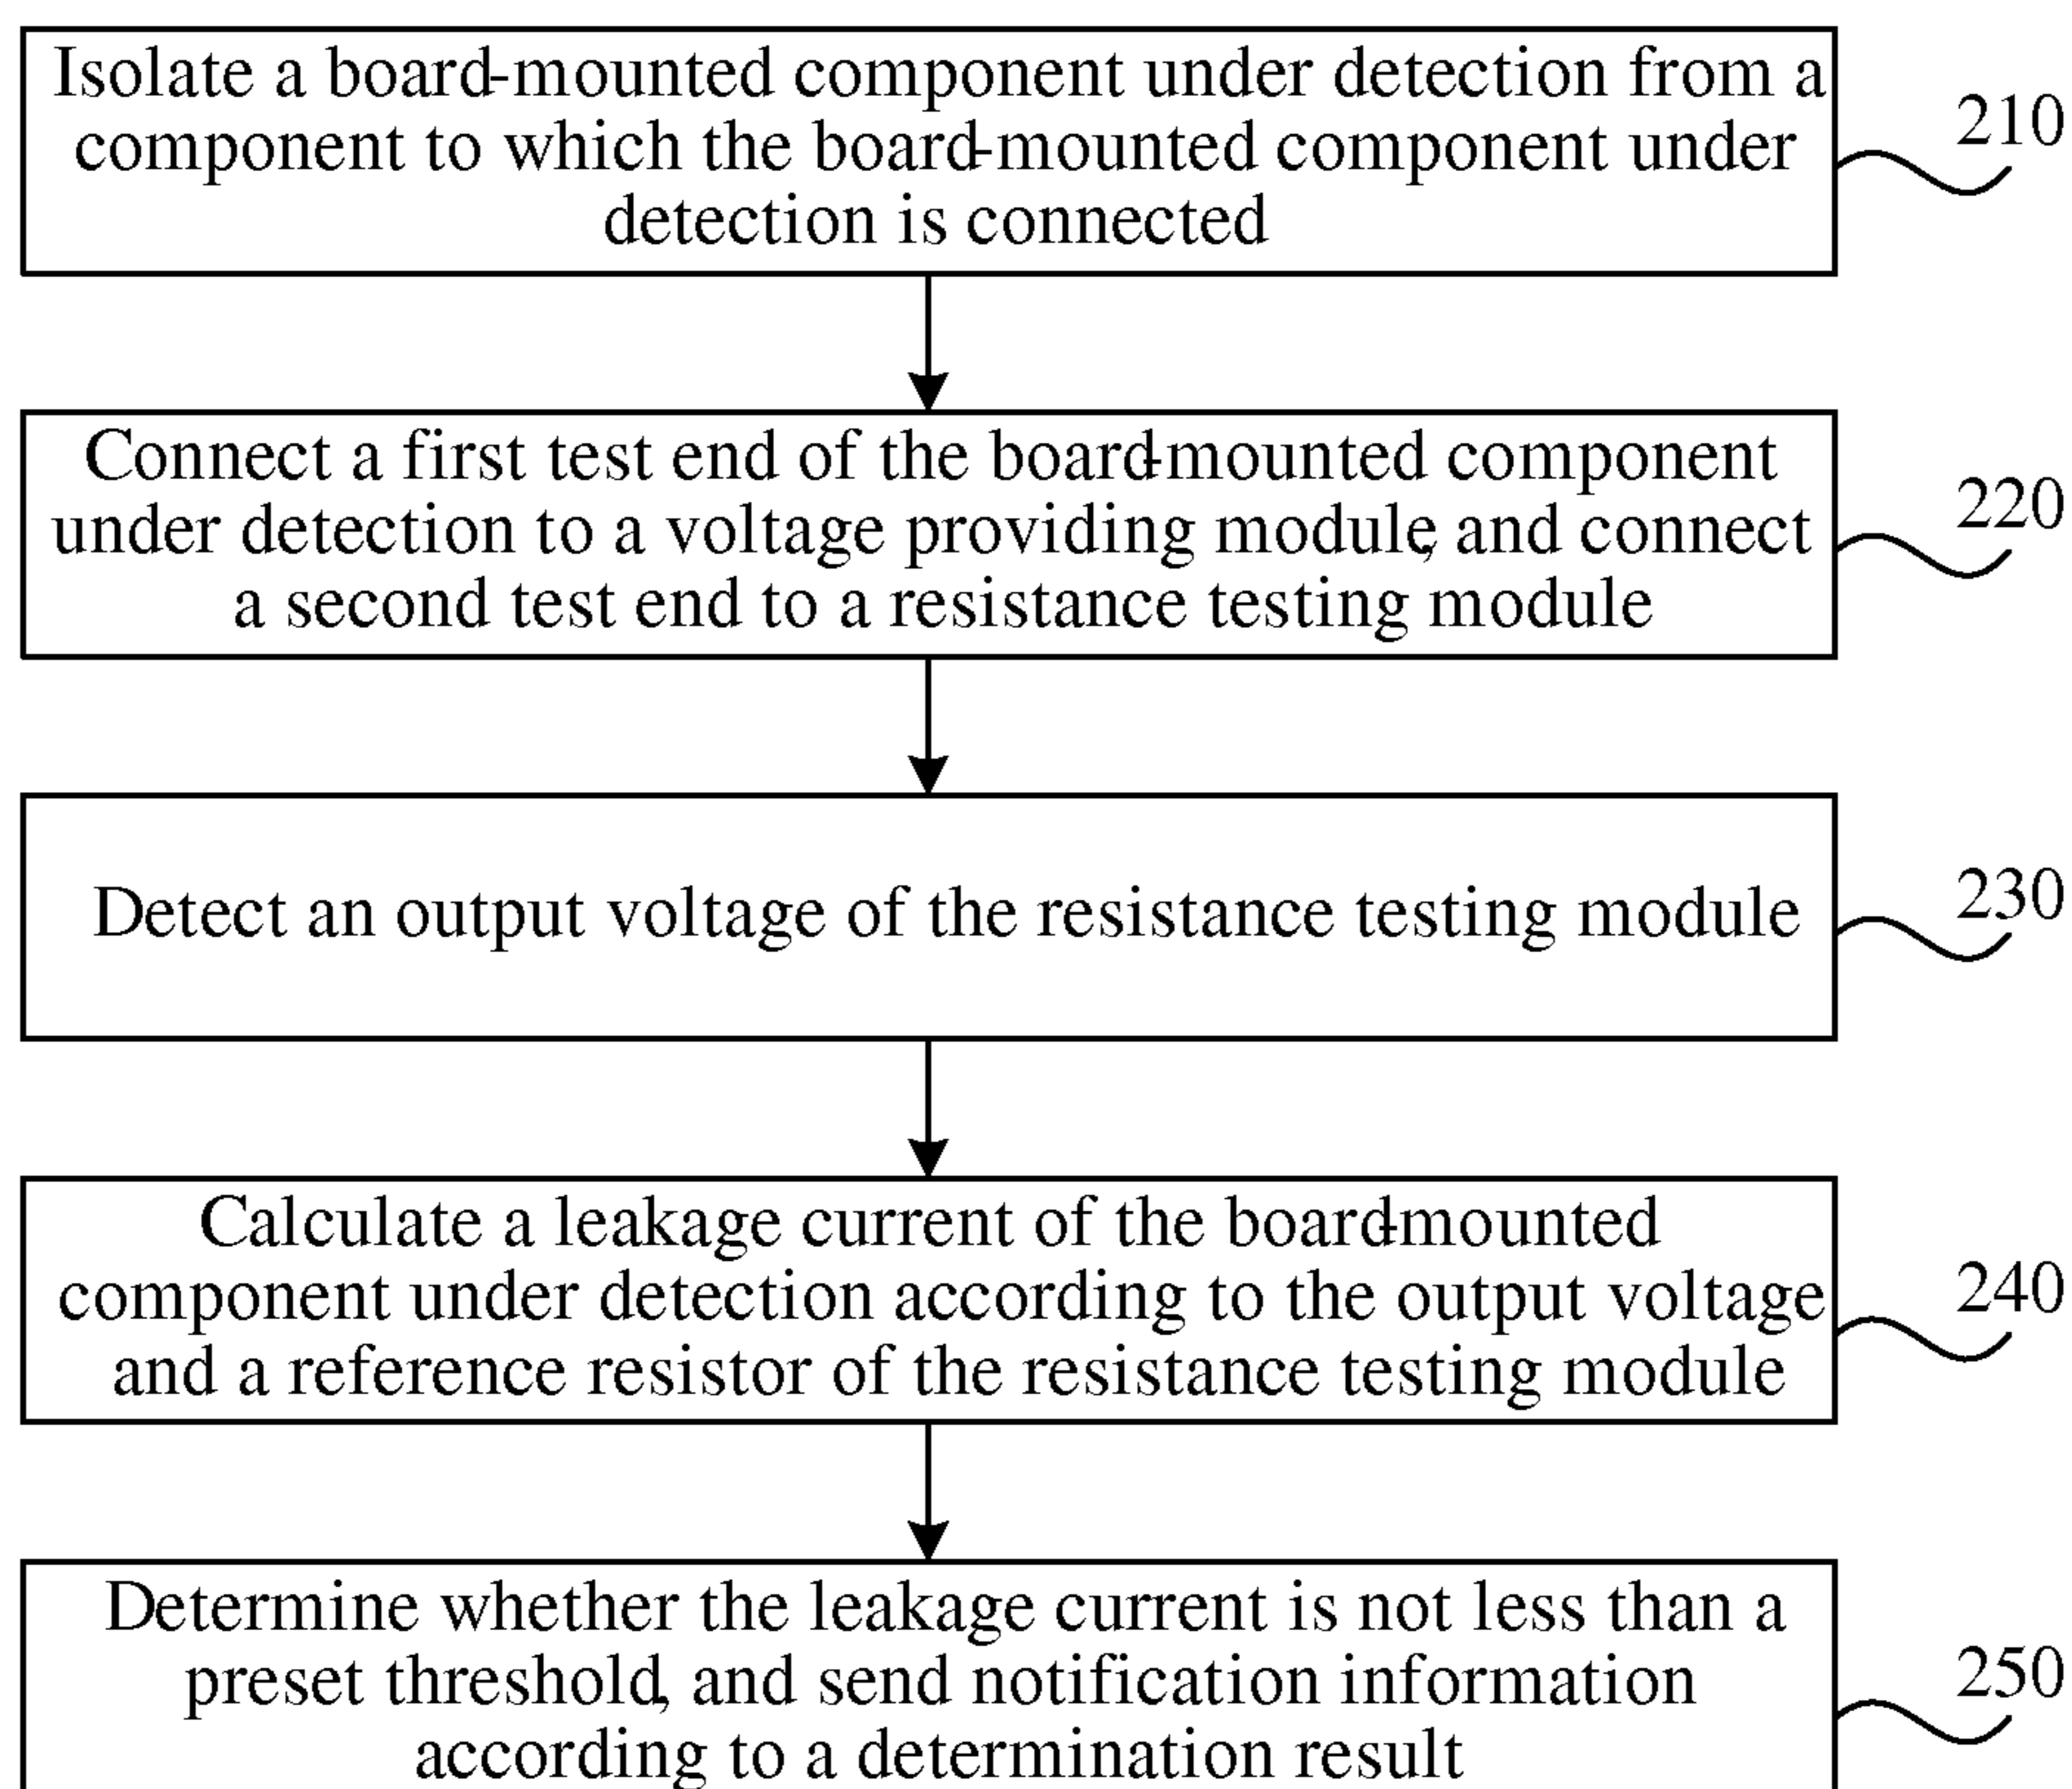 Isolate a board-mounted component under detection from a
component to which the board-mounted component under
detection is connected
210
Connect a first test end of the board-mounted component
under detection to a voltage providing module, and connect
a second test end to a resistance testing module
220
Detect an output voltage of the resistance testing module
230
Calculate a leakage current of the board-mounted
component under detection according to the output voltage
and a reference resistor of the resistance testing module
240
Determine whether the leakage current is not less than a
preset threshold, and send notification information
according to a determination result
250